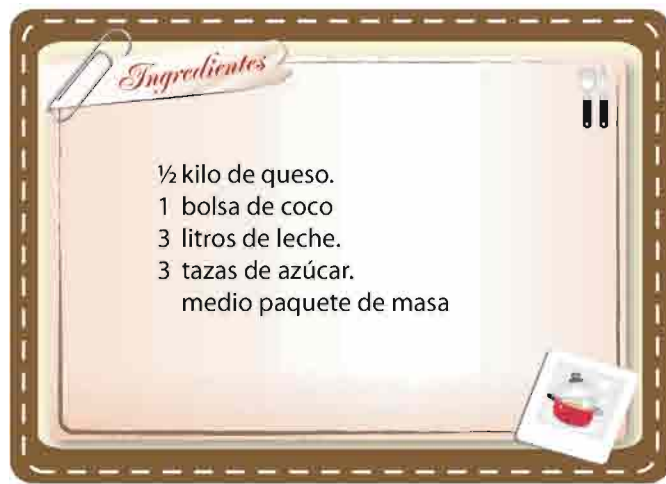 Ingredientes
½ kilo de queso.
1 bolsa de coco
3 litros de leche.
3 tazas de azúcar.
medio paquete de masa